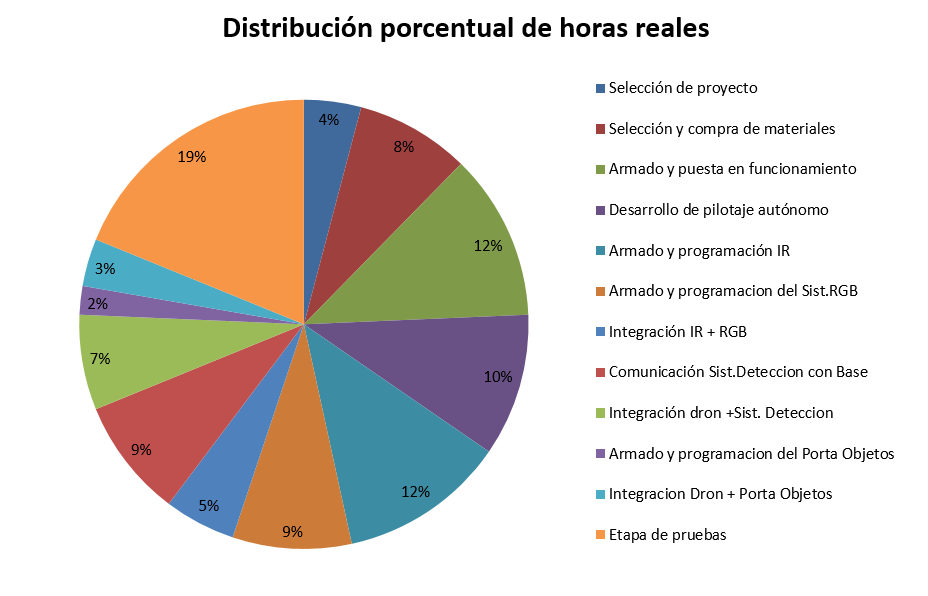 Distribución porcentual de horas reales
4%
8%
12%
10%
12%
9%
5%
9%
7%
2%
3%
19%
Selección de proyecto
Selección y compra de materiales
Armado y puesta en funcionamiento
Desarrollo de pilotaje autónomo
Armado y programación IR
Armado y programacion del Sist.RGB
Integración IR + RGB
Comunicación Sist.Deteccion con Base
Integración dron +Sist. Deteccion
Armado y programacion del Porta Objetos
Integracion Dron + Porta Objetos
Etapa de pruebas